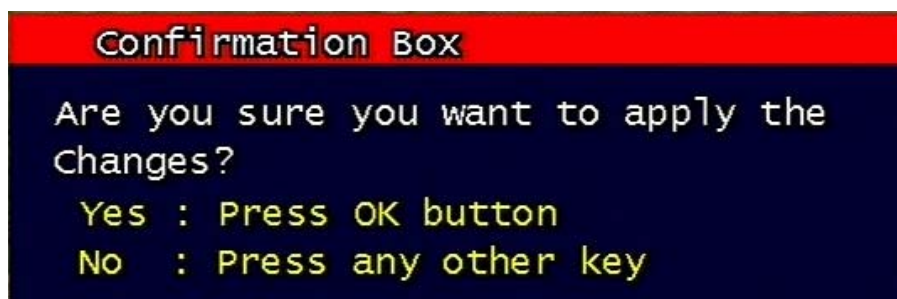 Confirmation Box
Are you sure you want to apply the
Changes?
Yes : Press OK button
No : Press any other key